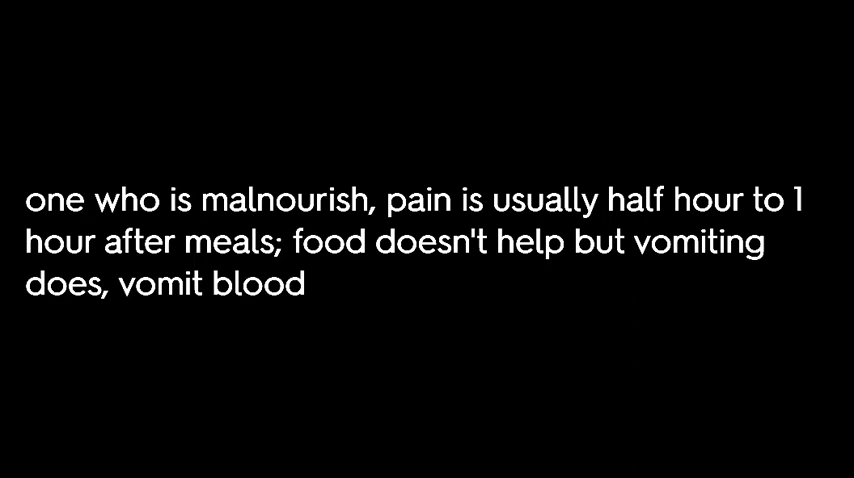 one who is malnourish, pain is usually half hour to 1
hour after meals; food doesn't help but vomiting
does, vomit blood